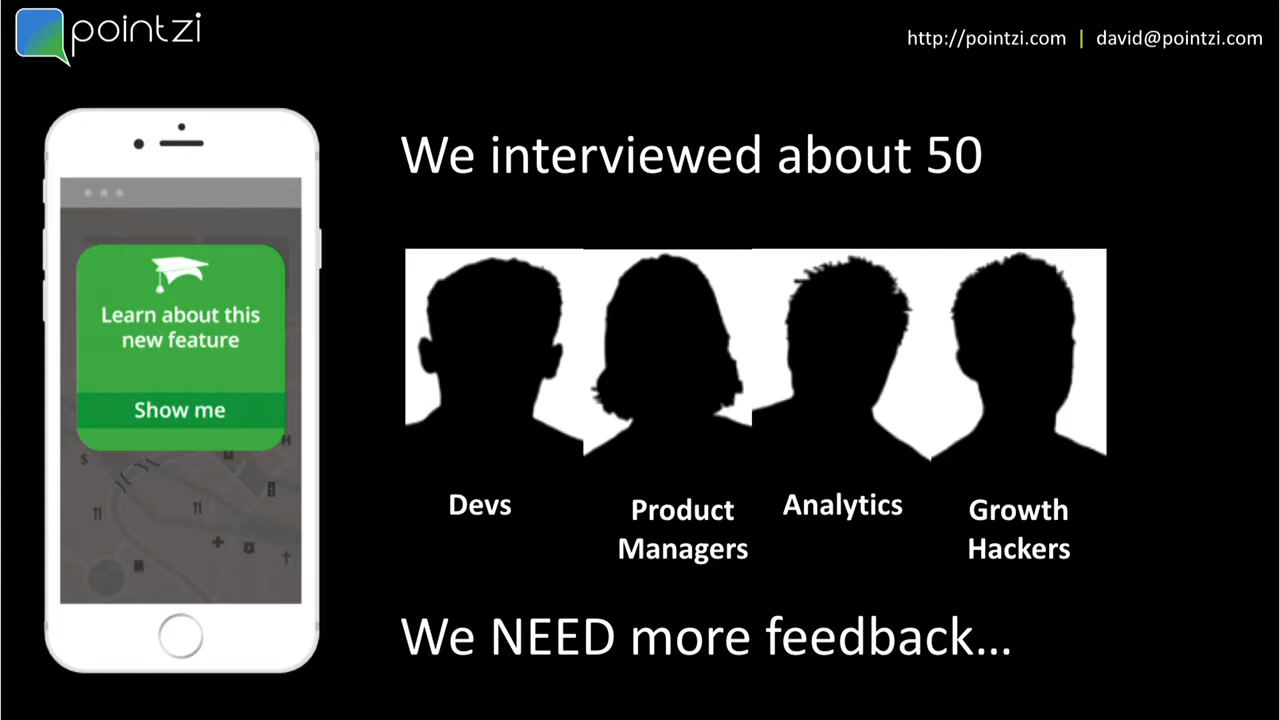 pointzi
http://pointzi.com | david@pointzi.com
We interviewed about 50
Learn about this
new feature
Show me
Devs
Product
Managers
Analytics
Growth
Hackers
We NEED more feedback...